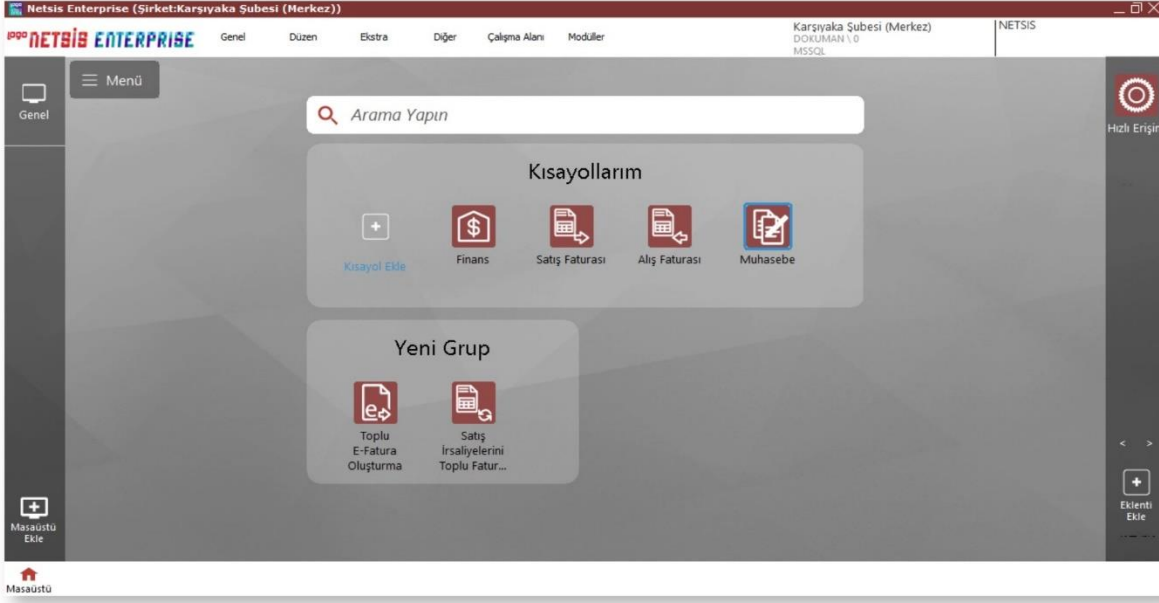 Netsis Enterprise (Şirket:Karşıyaka Şubesi (Merkez))
logo NETSİS ENTERPRISE
Genel Düzen Ekstra Diğer Çalışma Alanı Modüller
Karşıyaka Şubesi (Merkez)
DOKUMAN \ 0
MSSQL
NETSIS
Genel
Menü
Arama Yapın
Hızlı Erişim
Kısayollarım
Kısayol Ekle
Finans
Satış Faturası
Alış Faturası
Muhasebe
Yeni Grup
Toplu
E-Fatura
Oluşturma
Satış
İrsaliyelerini
Toplu Fatur...
< >
Eklenti
Ekle
Masaüstü
Ekle
Masaüstü